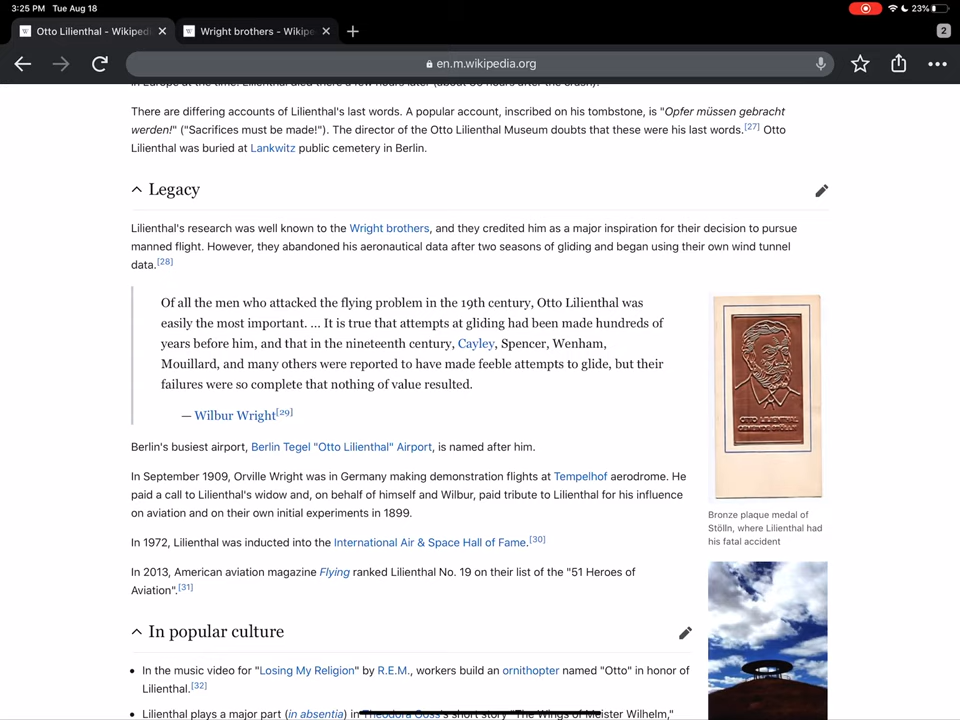 3:25 PM Tue Aug 18
23%
Otto Lilienthal - Wikiped
Wright brothers - Wikipe
2
en.m.wikipedia.org
There are differing accounts of Lilienthal's last words. A popular account, inscribed on his tombstone, is "Opfer müssen gebracht
werden!" ("Sacrifices must be made!"). The director of the Otto Lilienthal Museum doubts that these were his last words.[27] Otto
Lilienthal was buried at Lankwitz public cemetery in Berlin.
Legacy
Lilienthal's research was well known to the Wright brothers, and they credited him as a major inspiration for their decision to pursue
manned flight. However, they abandoned his aeronautical data after two seasons of gliding and began using their own wind tunnel
data.[28]
Of all the men who attacked the flying problem in the 19th century, Otto Lilienthal was
easily the most important. ... It is true that attempts at gliding had been made hundreds of
years before him, and that in the nineteenth century, Cayley, Spencer, Wenham,
Mouillard, and many others were reported to have made feeble attempts to glide, but their
failures were so complete that nothing of value resulted.
— Wilbur Wright[29]
OTTO LILIENTHAL
Berlin's busiest airport, Berlin Tegel "Otto Lilienthal" Airport, is named after him.
In September 1909, Orville Wright was in Germany making demonstration flights at Tempelhof aerodrome. He
paid a call to Lilienthal's widow and, on behalf of himself and Wilbur, paid tribute to Lilienthal for his influence
on aviation and on their own initial experiments in 1899.
Bronze plaque medal of
Stölln, where Lilienthal had
his fatal accident
In 1972, Lilienthal was inducted into the International Air & Space Hall of Fame.[30]
In 2013, American aviation magazine Flying ranked Lilienthal No. 19 on their list of the "51 Heroes of
Aviation".[31]
In popular culture
In the music video for "Losing My Religion" by R.E.M., workers build an ornithopter named "Otto" in honor of
Lilienthal.[32]
Lilienthal plays a major part (in absentia) in Theodora Goss's short story "The Wings of Meister Wilhelm,"